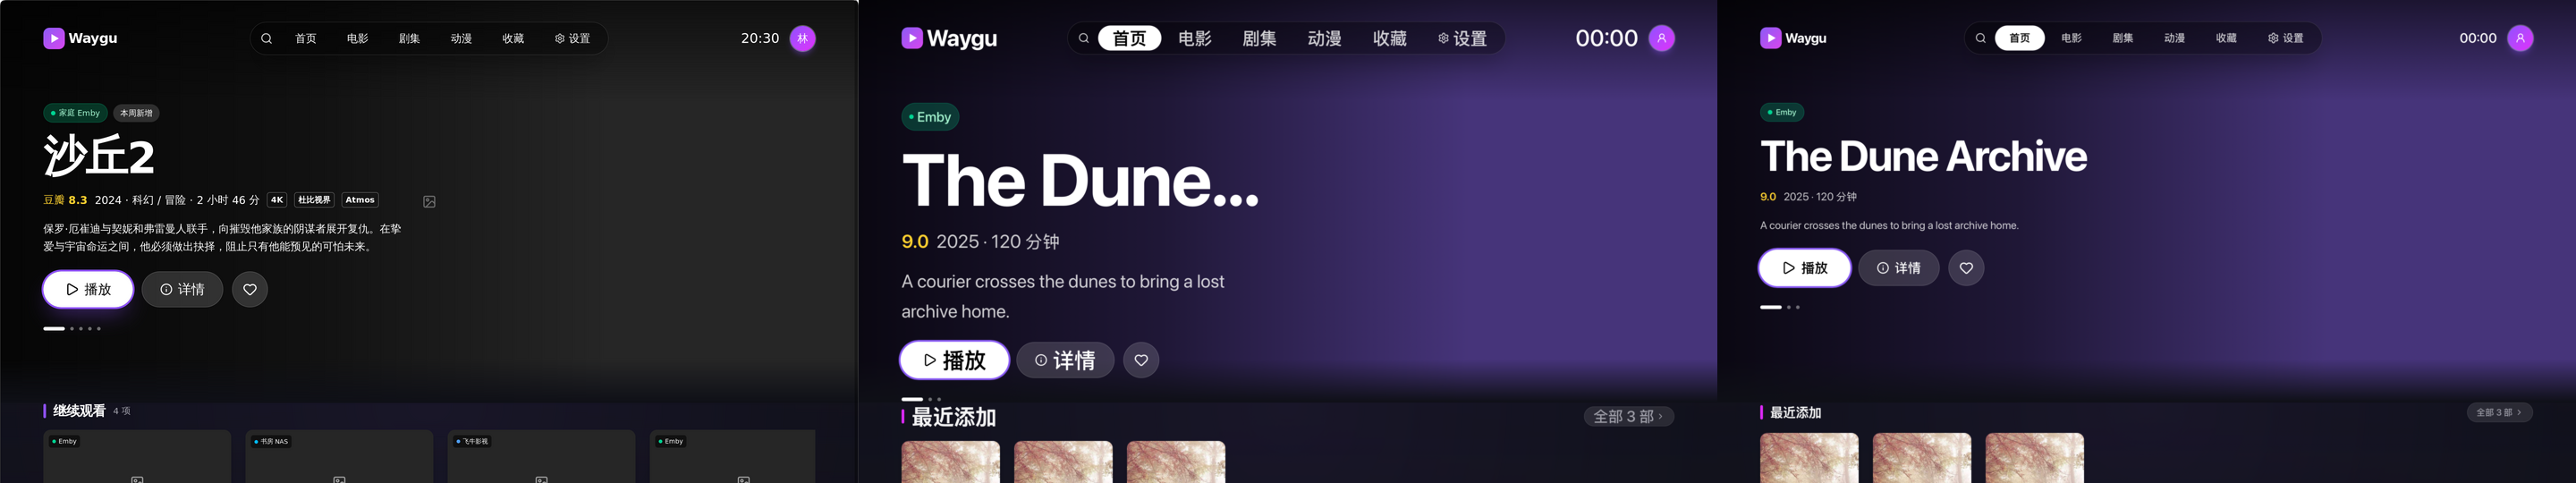 Waygu
首页 电影 剧集 动漫 收藏 设置
20:30 林
家庭 Emby 本周新增
沙丘2
豆瓣 8.3 2024 · 科幻 / 冒险 · 2 小时 46 分 4K 杜比视界 Atmos
保罗·厄崔迪与契妮和弗雷曼人联手，向摧毁他家族的阴谋者展开复仇。在挚
爱与宇宙命运之间，他必须做出抉择，阻止只有他能预见的可怕未来。
播放 详情
继续观看 4 项
Emby 书房 NAS 飞牛影视 Emby
Waygu
首页 电影 剧集 动漫 收藏 设置
00:00
Emby
The Dune...
9.0 2025 · 120 分钟
A courier crosses the dunes to bring a lost
archive home.
播放 详情
最近添加 全部 3 部 ›
Waygu
首页 电影 剧集 动漫 收藏 设置
00:00
Emby
The Dune Archive
9.0 2025 · 120 分钟
A courier crosses the dunes to bring a lost archive home.
播放 详情
最近添加 全部 3 部 ›